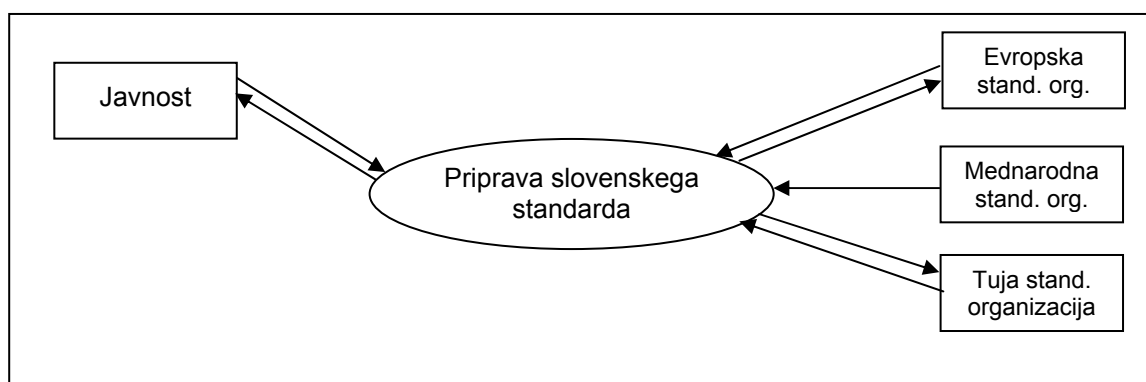 Javnost
Priprava slovenskega
standarda
Evropska
stand. org.
Mednarodna
stand. org.
Tuja stand.
organizacija